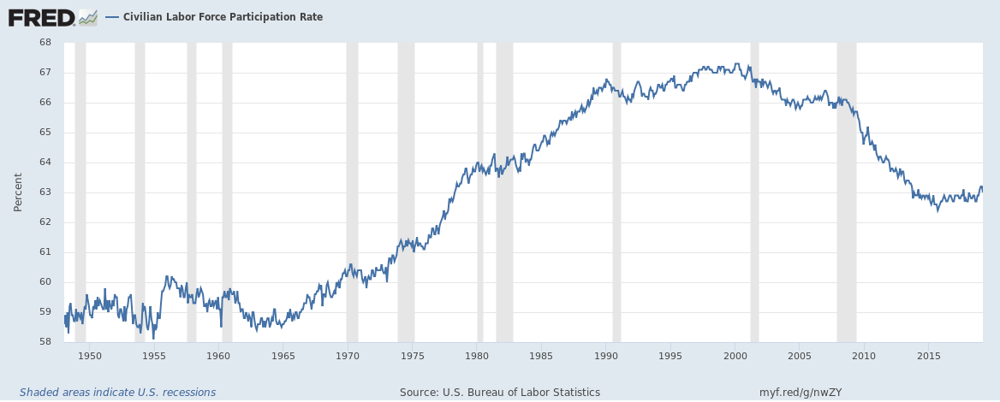 FRED Civilian Labor Force Participation Rate
68
67
66
65
64
63
62
61
60
59
58
Percent
1950 1955 1960 1965 1970 1975 1980 1985 1990 1995 2000 2005 2010 2015
Shaded areas indicate U.S. recessions Source: U.S. Bureau of Labor Statistics myf.red/g/nwZY